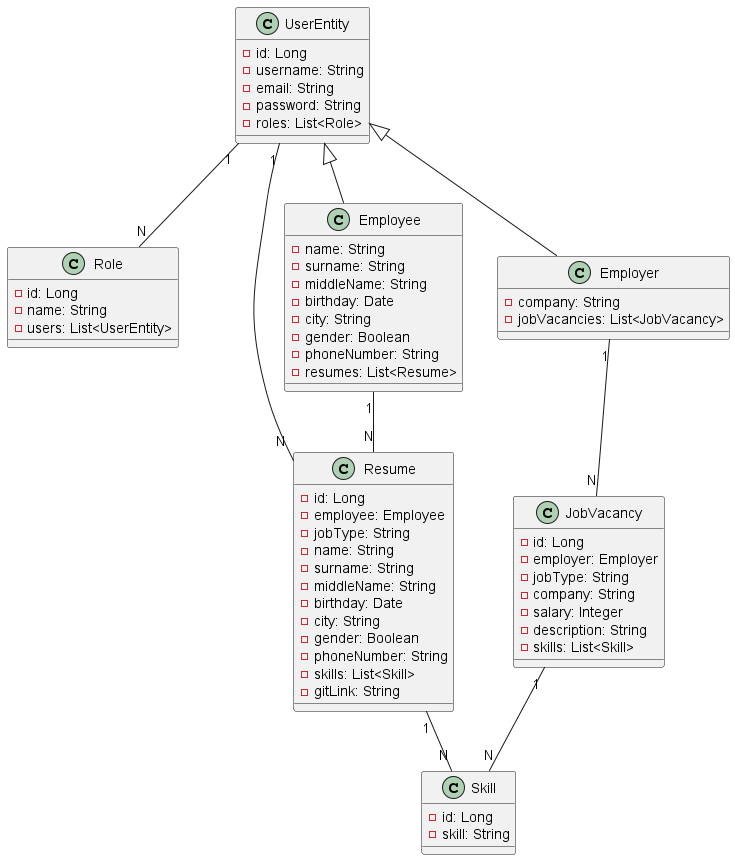 C UserEntity
id: Long
username: String
email: String
password: String
roles: List<Role>
1
1
N
C Role
id: Long
name: String
users: List<UserEntity>
C Employee
name: String
surname: String
middleName: String
birthday: Date
city: String
gender: Boolean
phoneNumber: String
resumes: List<Resume>
C Employer
company: String
jobVacancies: List<JobVacancy>
1
1
N
N
N
C Resume
id: Long
employee: Employee
jobType: String
name: String
surname: String
middleName: String
birthday: Date
city: String
gender: Boolean
phoneNumber: String
skills: List<Skill>
gitLink: String
C JobVacancy
id: Long
employer: Employer
jobType: String
company: String
salary: Integer
description: String
skills: List<Skill>
1
1
N
N
C Skill
id: Long
skill: String